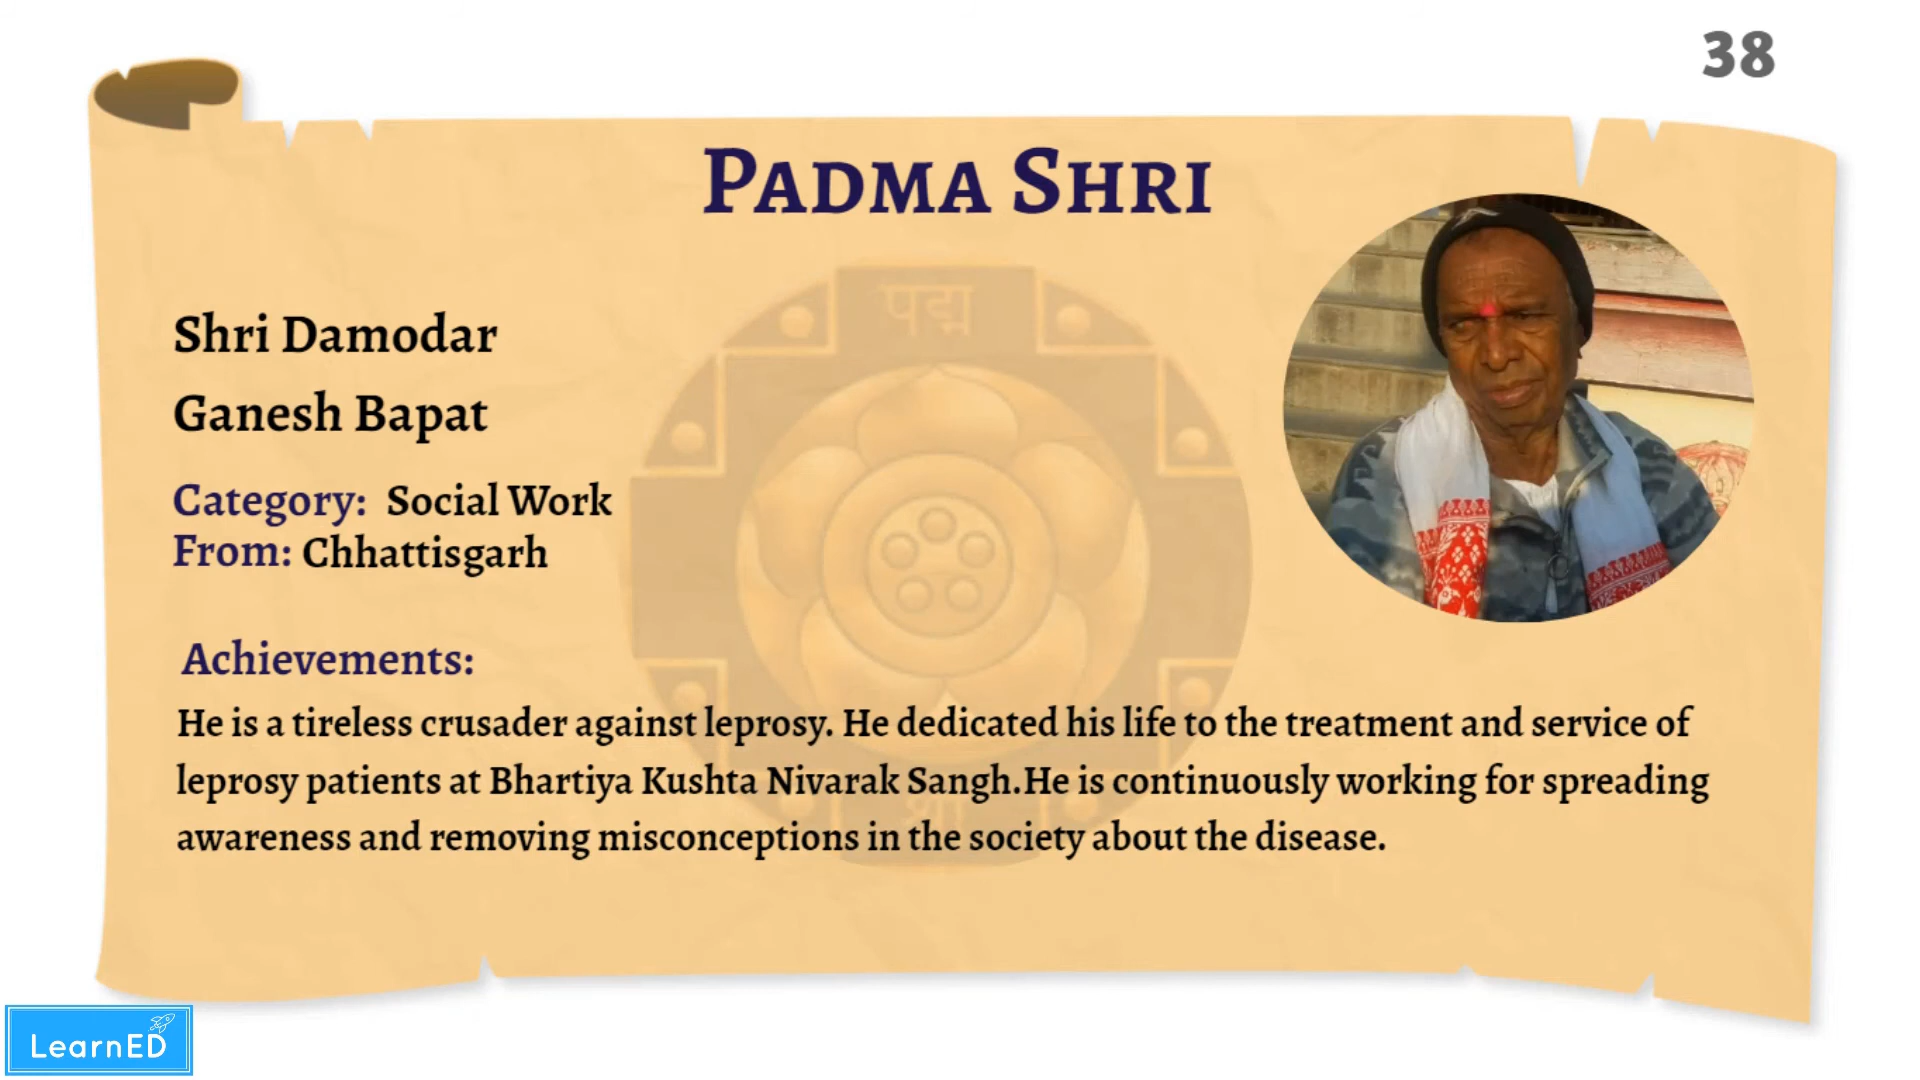 38
PADMA SHRI
पद्म
Shri Damodar
Ganesh Bapat
Category: Social Work
From: Chhattisgarh
Achievements:
He is a tireless crusader against leprosy. He dedicated his life to the treatment and service of
leprosy patients at Bhartiya Kushta Nivarak Sangh.He is continuously working for spreading
awareness and removing misconceptions in the society about the disease.
LearnED